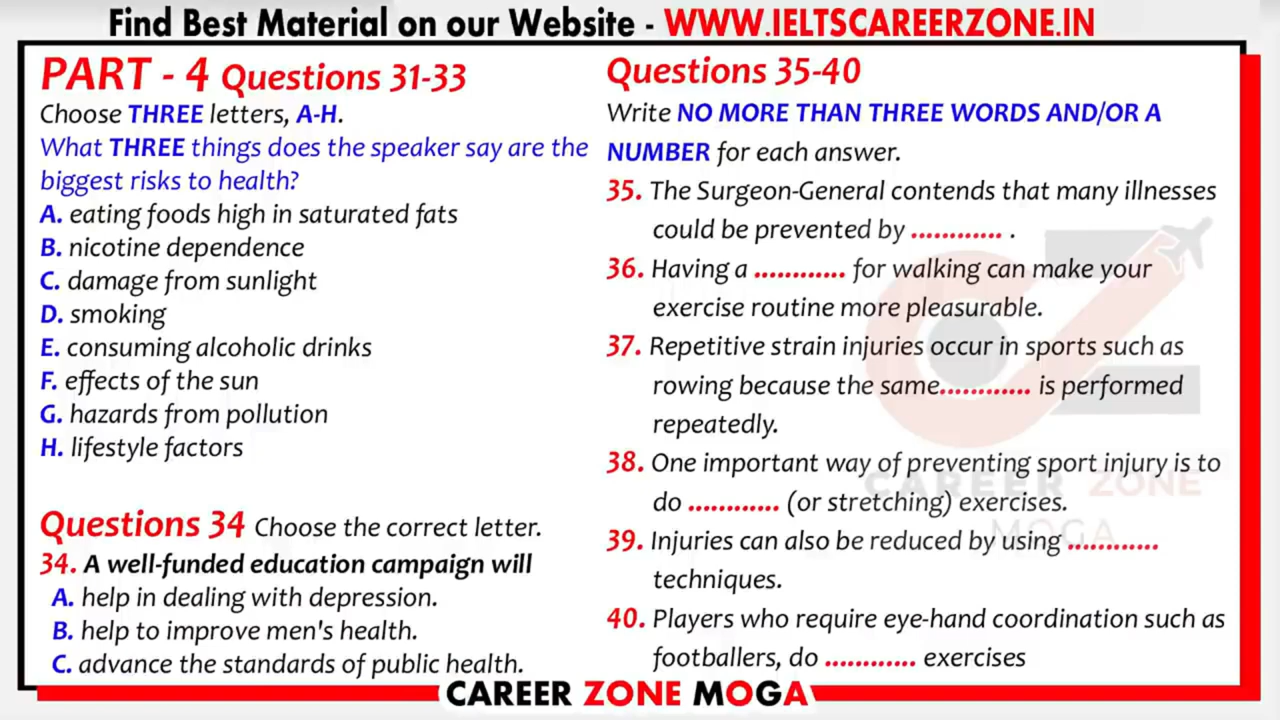 Find Best Material on our Website - WWW.IELTSCAREERZONE.IN
PART - 4 Questions 31-33
Choose THREE letters, A-H.
What THREE things does the speaker say are the
biggest risks to health?
A. eating foods high in saturated fats
B. nicotine dependence
C. damage from sunlight
D. smoking
E. consuming alcoholic drinks
F. effects of the sun
G. hazards from pollution
H. lifestyle factors
Questions 34 Choose the correct letter.
34. A well-funded education campaign will
A. help in dealing with depression.
B. help to improve men's health.
C. advance the standards of public health.
Questions 35-40
Write NO MORE THAN THREE WORDS AND/OR A
NUMBER for each answer.
35. The Surgeon-General contends that many illnesses
could be prevented by ............ .
36. Having a ............ for walking can make your
exercise routine more pleasurable.
37. Repetitive strain injuries occur in sports such as
rowing because the same............ is performed
repeatedly.
38. One important way of preventing sport injury is to
do ............ (or stretching) exercises.
39. Injuries can also be reduced by using ............
techniques.
40. Players who require eye-hand coordination such as
footballers, do ............ exercises
CAREER ZONE
MOGA
CAREER ZONE MOGA